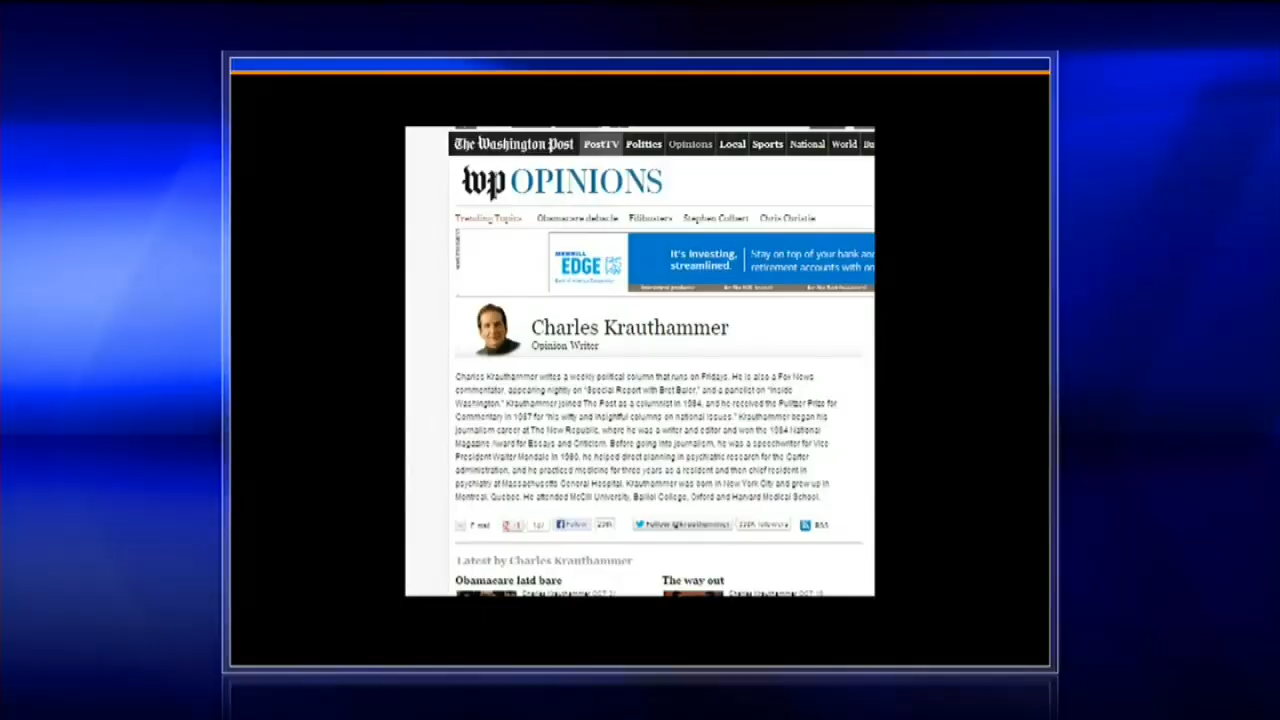 The Washington Post PostTV Politics Opinions Local Sports National World Bu
wp OPINIONS
Trending Topics Obamacare debacle Filibusters Stephen Colbert Chris Christie
MERRILL EDGE
It's investing, streamlined.
Stay on top of your bank and
retirement accounts with on
Charles Krauthammer
Opinion Writer
Charles Krauthammer writes a weekly political column that runs on Fridays. He is also a Fox News
commentator, appearing nightly on "Special Report with Bret Baier," and a panelist on "Inside
Washington." Krauthammer joined The Post as a columnist in 1984, and he received the Pulitzer Prize for
Commentary in 1987 for "his witty and insightful columns on national issues." Krauthammer began his
journalism career at The New Republic, where he was a writer and editor and won the 1984 National
Magazine Award for Essays and Criticism. Before going into journalism, he was a speechwriter for Vice
President Walter Mondale in 1980, he helped direct planning in psychiatric research for the Carter
administration, and he practiced medicine for three years as a resident and then chief resident in
psychiatry at Massachusetts General Hospital. Krauthammer was born in New York City and grew up in
Montreal, Quebec. He attended McGill University, Balliol College, Oxford and Harvard Medical School.
E-mail Follow Follow @krauthammer followers RSS
Latest by Charles Krauthammer
Obamacare laid bare The way out
Charles Krauthammer OCT Charles Krauthammer OCT